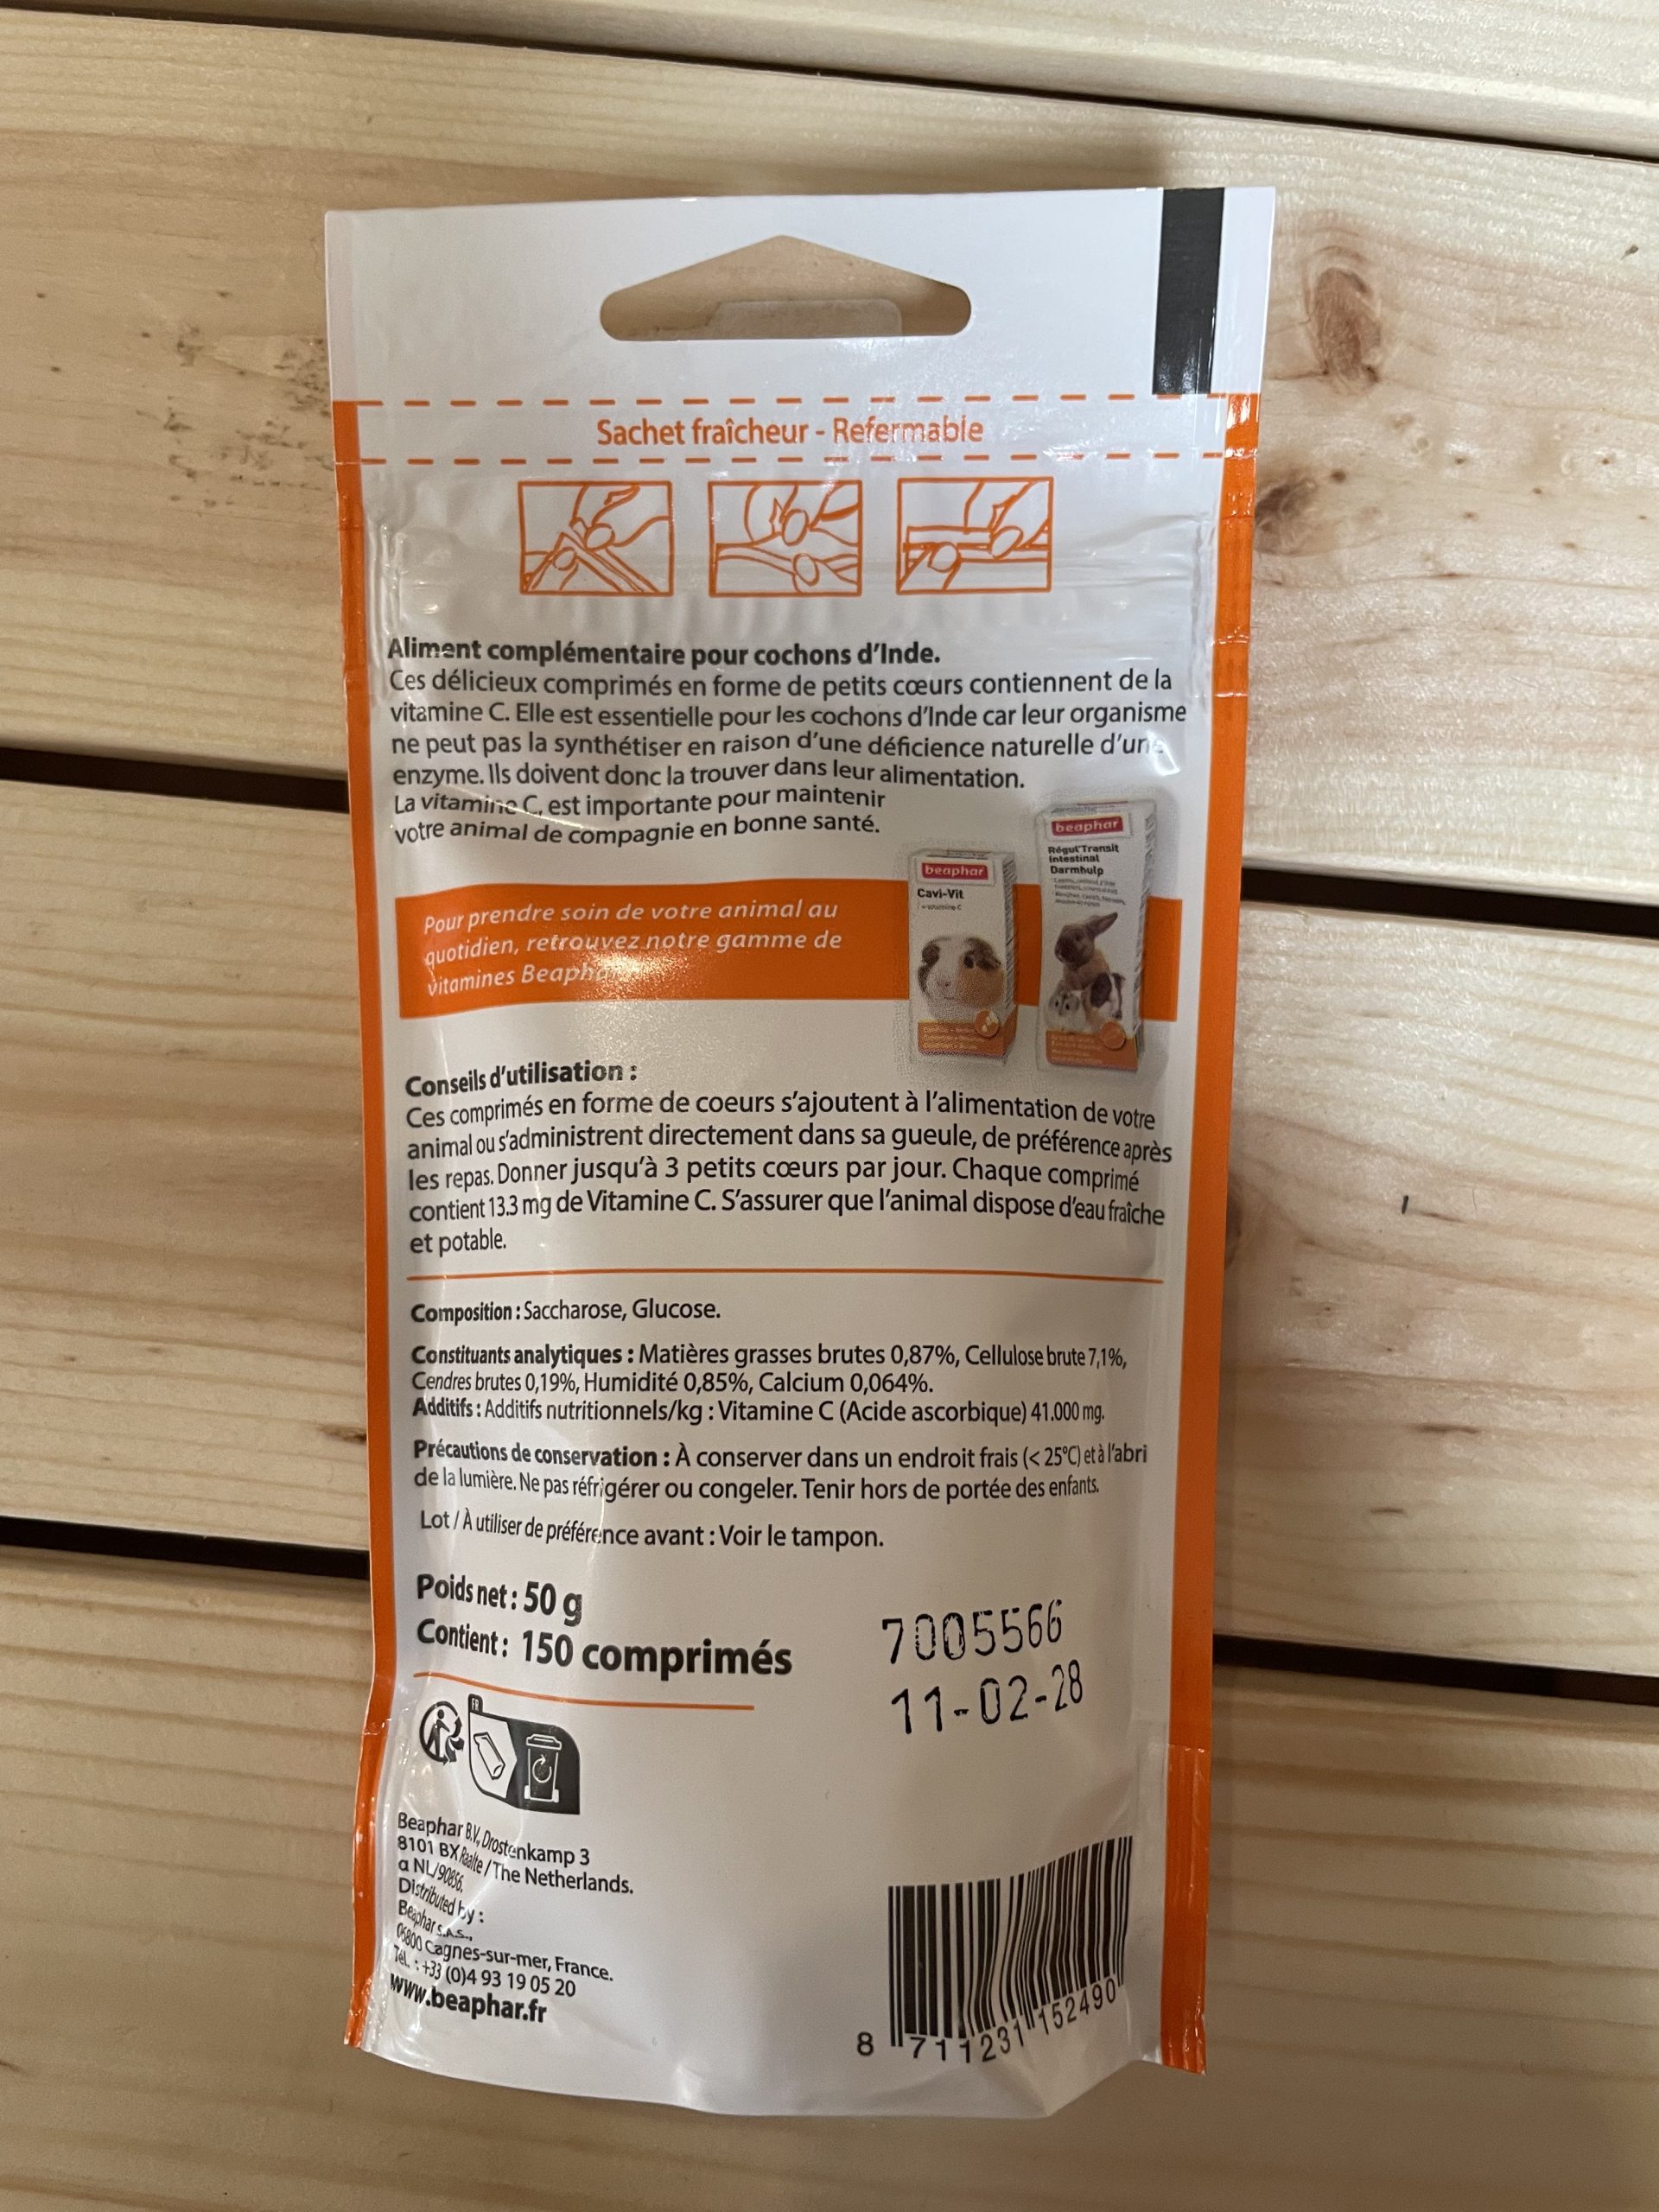 Sachet fraîcheur - Refermable
Aliment complémentaire pour cochons d'Inde.
Ces délicieux comprimés en forme de petits cœurs contiennent de la
vitamine C. Elle est essentielle pour les cochons d'Inde car leur organisme
ne peut pas la synthétiser en raison d'une déficience naturelle d'une
enzyme. Ils doivent donc la trouver dans leur alimentation.
La vitamine C, est importante pour maintenir
votre animal de compagnie en bonne santé.
beaphar
Cavi-Vit
+ vitamine C
beaphar
Régul'Transit
Intestinal
Darmhulp
Pour prendre soin de votre animal au
quotidien, retrouvez notre gamme de
vitamines Beaphar
Conseils d'utilisation :
Ces comprimés en forme de coeurs s'ajoutent à l'alimentation de votre
animal ou s'administrent directement dans sa gueule, de préférence après
les repas. Donner jusqu'à 3 petits cœurs par jour. Chaque comprimé
contient 13.3 mg de Vitamine C. S'assurer que l'animal dispose d'eau fraîche
et potable.
Composition : Saccharose, Glucose.
Constituants analytiques : Matières grasses brutes 0,87%, Cellulose brute 7,1%,
Cendres brutes 0,19%, Humidité 0,85%, Calcium 0,064%.
Additifs : Additifs nutritionnels/kg : Vitamine C (Acide ascorbique) 41.000 mg.
Précautions de conservation : À conserver dans un endroit frais (< 25°C) et à l'abri
de la lumière. Ne pas réfrigérer ou congeler. Tenir hors de portée des enfants.
Lot / À utiliser de préférence avant : Voir le tampon.
Poids net : 50 g
Contient : 150 comprimés
7005566
11-02-28
FR
Beaphar B.V., Drostenkamp 3
8101 BX Raalte / The Netherlands.
α NL/90856.
Distributed by :
Beaphar S.A.S.,
06800 Cagnes-sur-mer, France.
Tél. : +33 (0)4 93 19 05 20
www.beaphar.fr
8 711231 152490